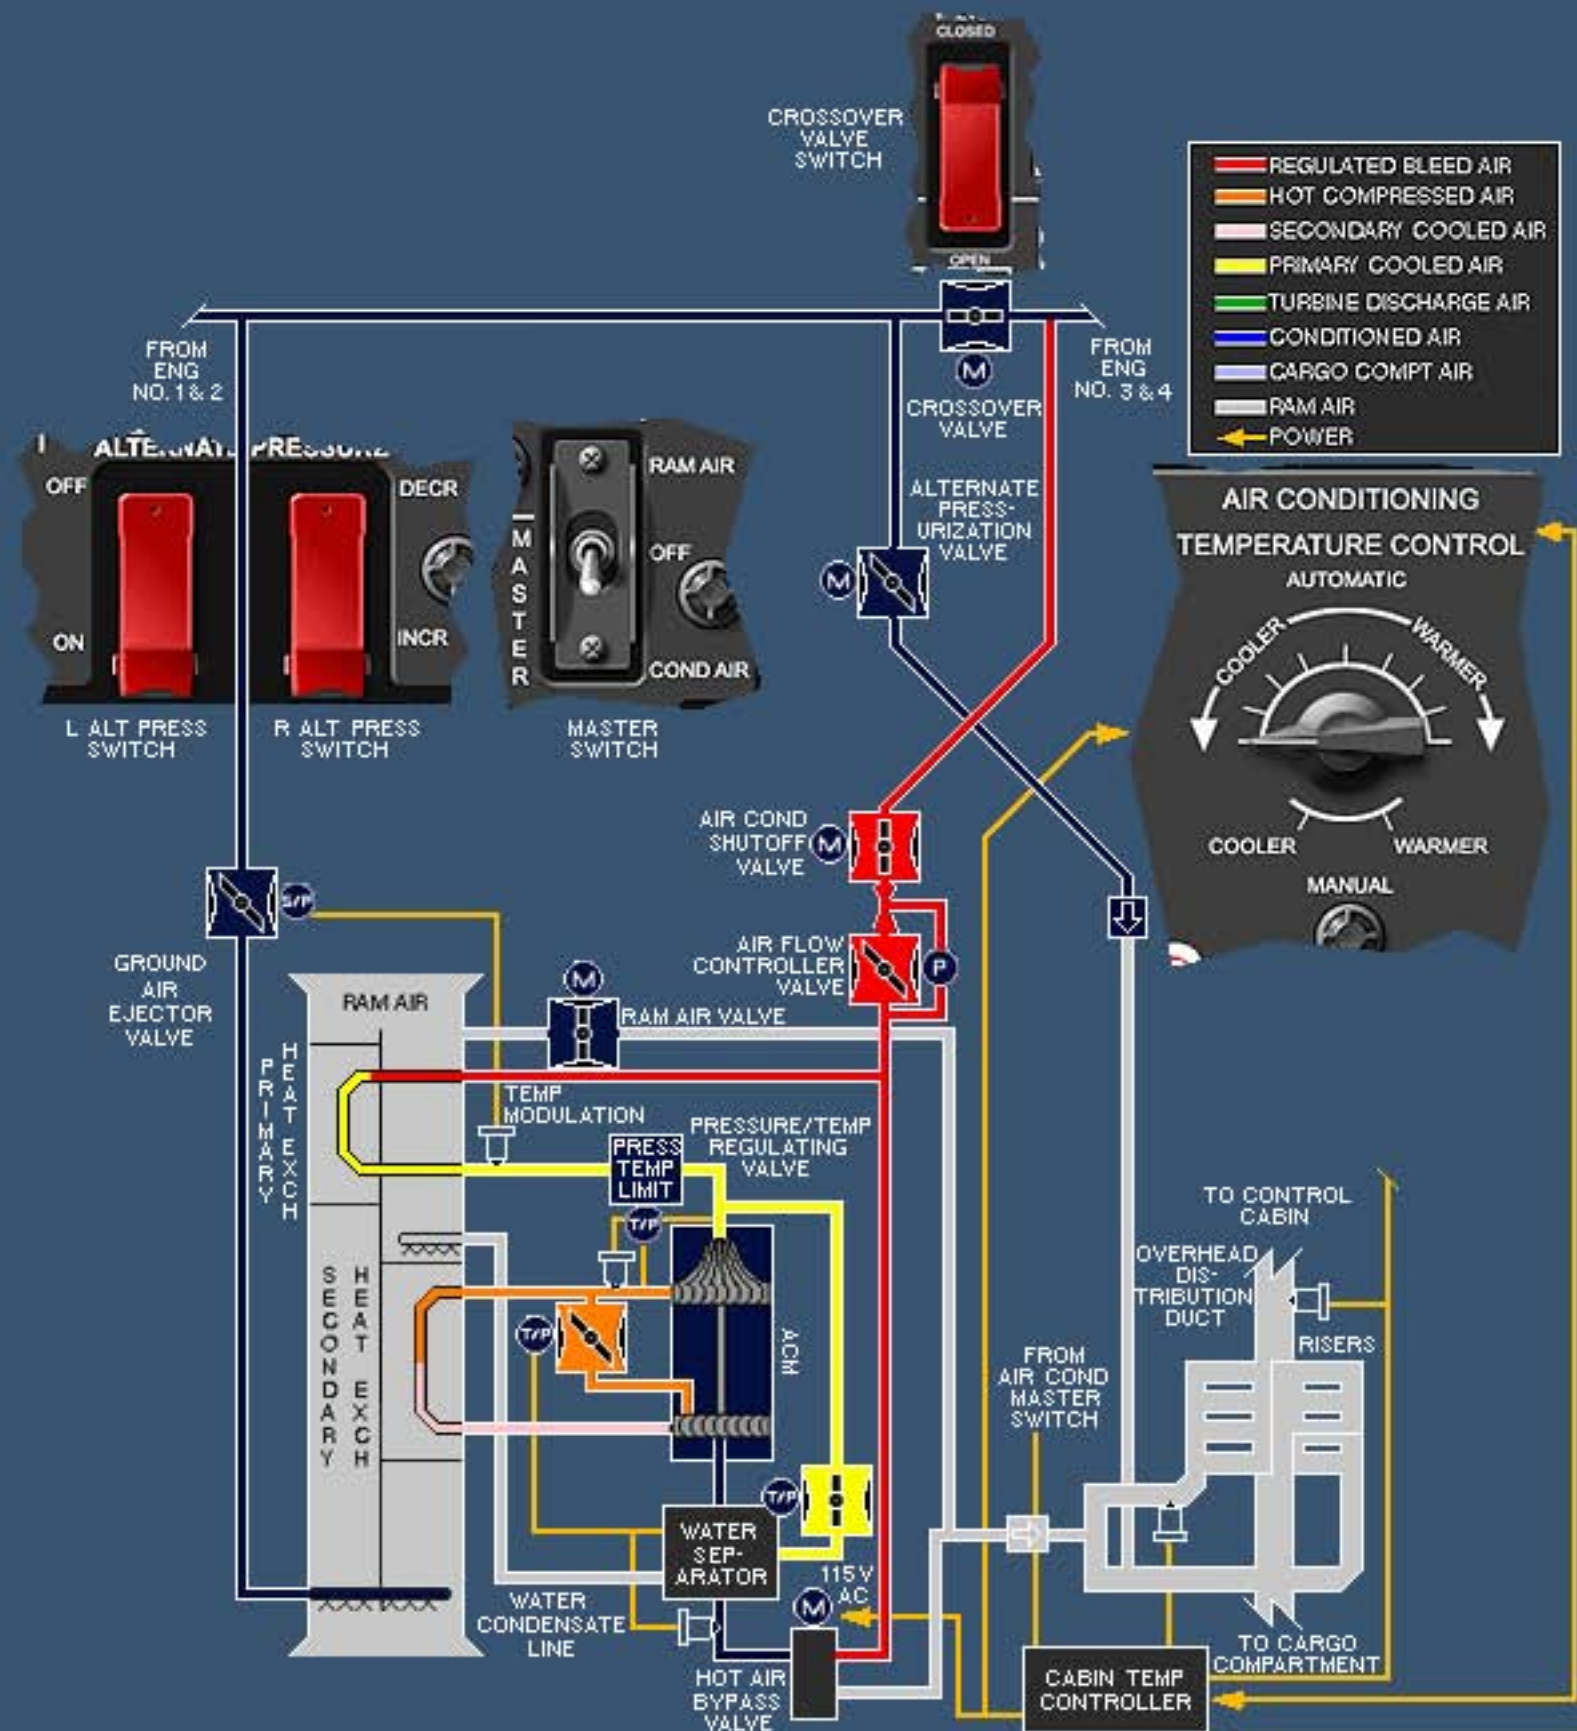 CLOSED
CROSSOVER
VALVE
SWITCH
OPEN
REGULATED BLEED AIR
HOT COMPRESSED AIR
SECONDARY COOLED AIR
PRIMARY COOLED AIR
TURBINE DISCHARGE AIR
CONDITIONED AIR
CARGO COMPT AIR
RAM AIR
POWER
FROM
ENG
NO. 1 & 2
M
FROM
ENG
NO. 3 & 4
CROSSOVER
VALVE
ALTERNATE PRESSURE
OFF
ON
DECR
INCR
L ALT PRESS
SWITCH
R ALT PRESS
SWITCH
MASTER
RAM AIR
OFF
COND AIR
MASTER
SWITCH
ALTERNATE
PRESS-
URIZATION
VALVE
M
AIR CONDITIONING
TEMPERATURE CONTROL
AUTOMATIC
COOLER
WARMER
COOLER
WARMER
MANUAL
AIR COND
SHUTOFF
VALVE
M
S/P
GROUND
AIR
EJECTOR
VALVE
AIR FLOW
CONTROLLER
VALVE
P
RAM AIR
M
RAM AIR VALVE
PRIMARY
HEAT EXCH
TEMP
MODULATION
PRESSURE/TEMP
REGULATING
VALVE
PRESS
TEMP
LIMIT
T/P
SECONDARY
HEAT EXCH
T/P
ACM
TO CONTROL
CABIN
OVERHEAD
DIS-
TRIBUTION
DUCT
RISERS
FROM
AIR COND
MASTER
SWITCH
T/P
WATER
SEP-
ARATOR
115 V
AC
M
WATER
CONDENSATE
LINE
HOT AIR
BYPASS
VALVE
CABIN TEMP
CONTROLLER
TO CARGO
COMPARTMENT